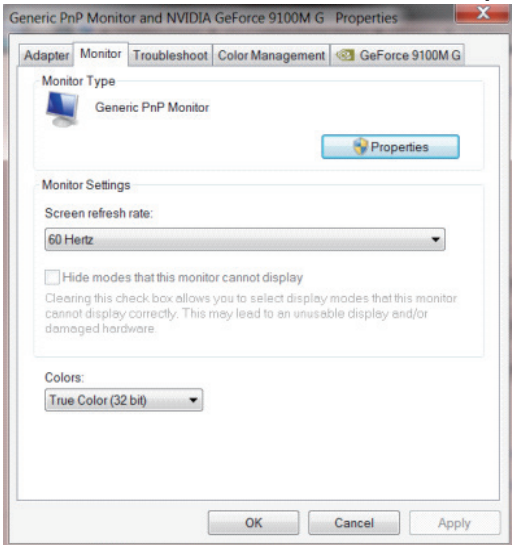 Generic PnP Monitor and NVIDIA GeForce 9100M G Properties
X
Adapter Monitor Troubleshoot Color Management GeForce 9100M G
Monitor Type
Generic PnP Monitor
Properties
Monitor Settings
Screen refresh rate:
60 Hertz
Hide modes that this monitor cannot display
Clearing this check box allows you to select display modes that this monitor
cannot display correctly. This may lead to an unusable display and/or
damaged hardware.
Colors:
True Color (32 bit)
OK Cancel Apply